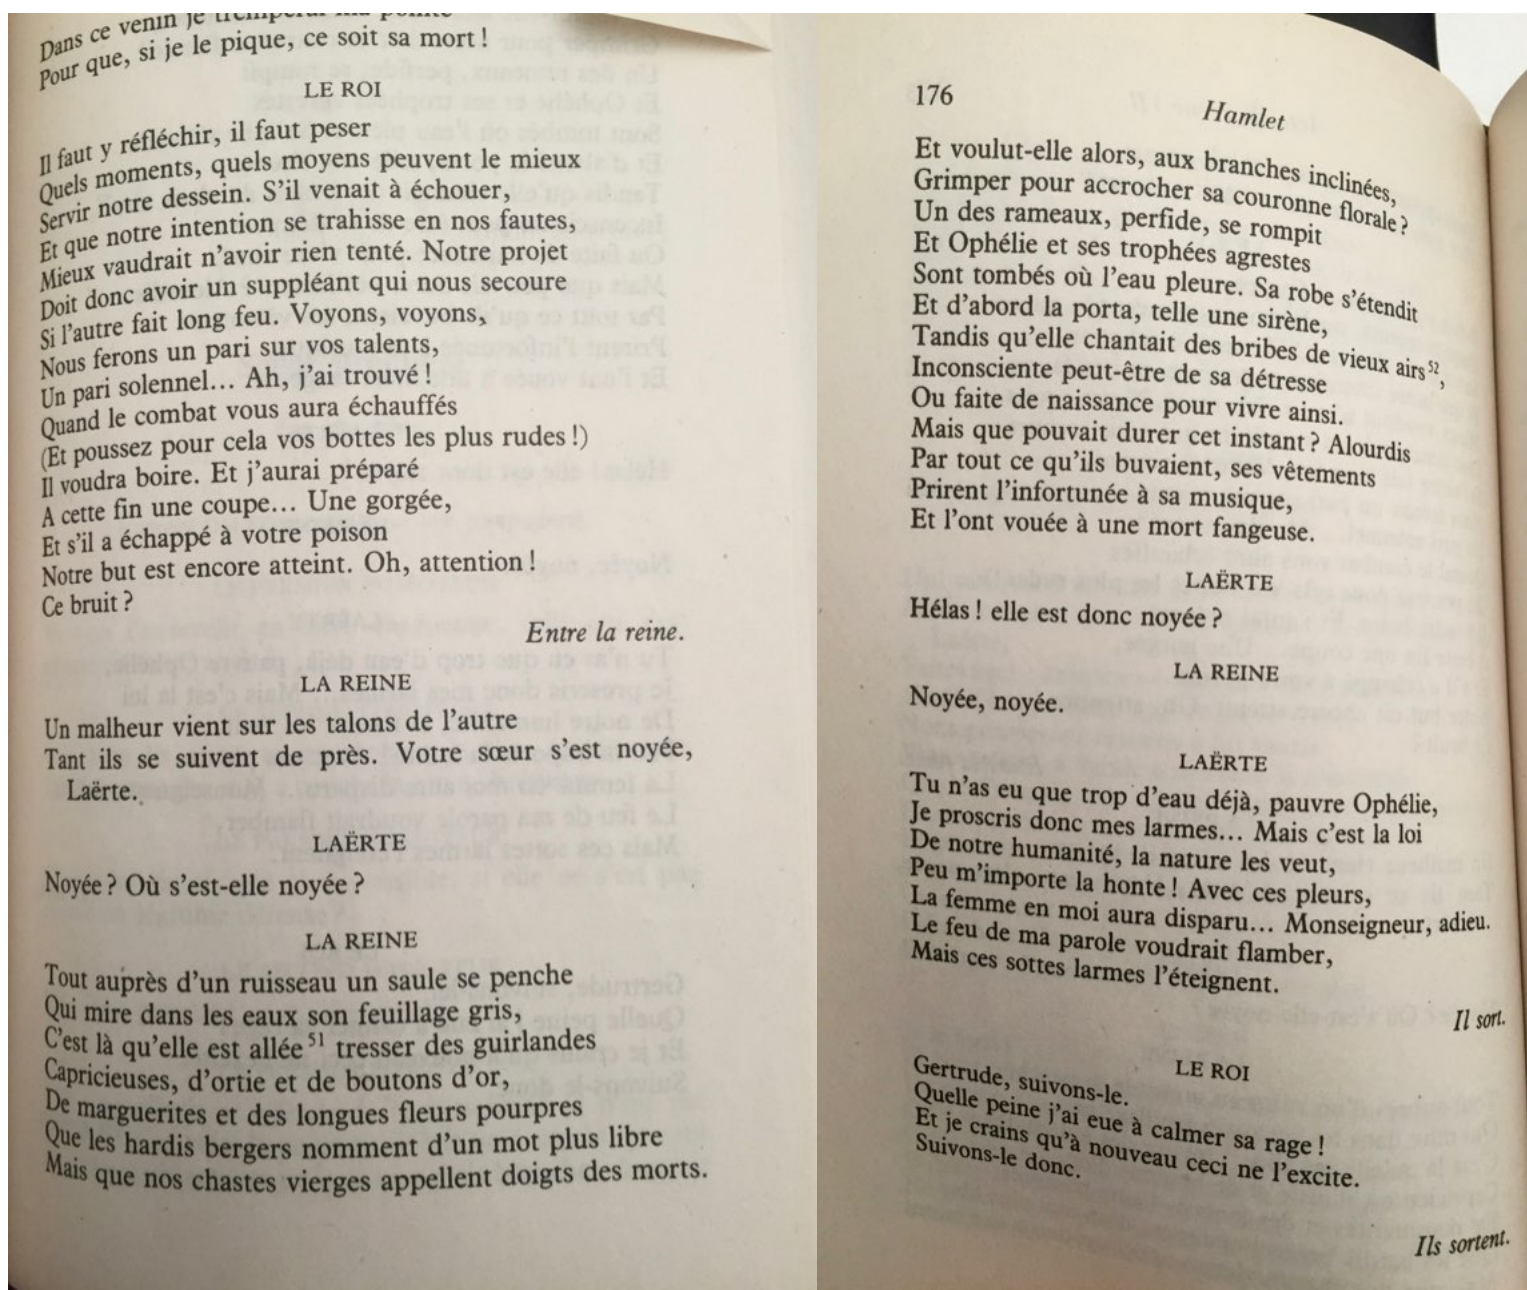 Dans ce venin je tremperai ma pointe
Pour que, si je le pique, ce soit sa mort !
LE ROI
Il faut y réfléchir, il faut peser
Quels moments, quels moyens peuvent le mieux
Servir notre dessein. S'il venait à échouer,
Et que notre intention se trahisse en nos fautes,
Mieux vaudrait n'avoir rien tenté. Notre projet
Doit donc avoir un suppléant qui nous secoure
Si l'autre fait long feu. Voyons, voyons,
Nous ferons un pari sur vos talents,
Un pari solennel... Ah, j'ai trouvé !
Quand le combat vous aura échauffés
(Et poussez pour cela vos bottes les plus rudes !)
Il voudra boire. Et j'aurai préparé
A cette fin une coupe... Une gorgée,
Et s'il a échappé à votre poison
Notre but est encore atteint. Oh, attention !
Ce bruit ?
Entre la reine.
LA REINE
Un malheur vient sur les talons de l'autre
Tant ils se suivent de près. Votre sœur s'est noyée,
Laërte.
LAËRTE
Noyée ? Où s'est-elle noyée ?
LA REINE
Tout auprès d'un ruisseau un saule se penche
Qui mire dans les eaux son feuillage gris,
C'est là qu'elle est allée 51 tresser des guirlandes
Capricieuses, d'ortie et de boutons d'or,
De marguerites et des longues fleurs pourpres
Que les hardis bergers nomment d'un mot plus libre
Mais que nos chastes vierges appellent doigts des morts.
176
Hamlet
Et voulut-elle alors, aux branches inclinées,
Grimper pour accrocher sa couronne florale ?
Un des rameaux, perfide, se rompit
Et Ophélie et ses trophées agrestes
Sont tombés où l'eau pleure. Sa robe s'étendit
Et d'abord la porta, telle une sirène,
Tandis qu'elle chantait des bribes de vieux airs 52,
Inconsciente peut-être de sa détresse
Ou faite de naissance pour vivre ainsi.
Mais que pouvait durer cet instant ? Alourdis
Par tout ce qu'ils buvaient, ses vêtements
Prirent l'infortunée à sa musique,
Et l'ont vouée à une mort fangeuse.
LAËRTE
Hélas ! elle est donc noyée ?
LA REINE
Noyée, noyée.
LAËRTE
Tu n'as eu que trop d'eau déjà, pauvre Ophélie,
Je proscris donc mes larmes... Mais c'est la loi
De notre humanité, la nature les veut,
Peu m'importe la honte ! Avec ces pleurs,
La femme en moi aura disparu... Monseigneur, adieu.
Le feu de ma parole voudrait flamber,
Mais ces sottes larmes l'éteignent.
Il sort.
LE ROI
Gertrude, suivons-le.
Quelle peine j'ai eue à calmer sa rage !
Et je crains qu'à nouveau ceci ne l'excite.
Suivons-le donc.
Ils sortent.